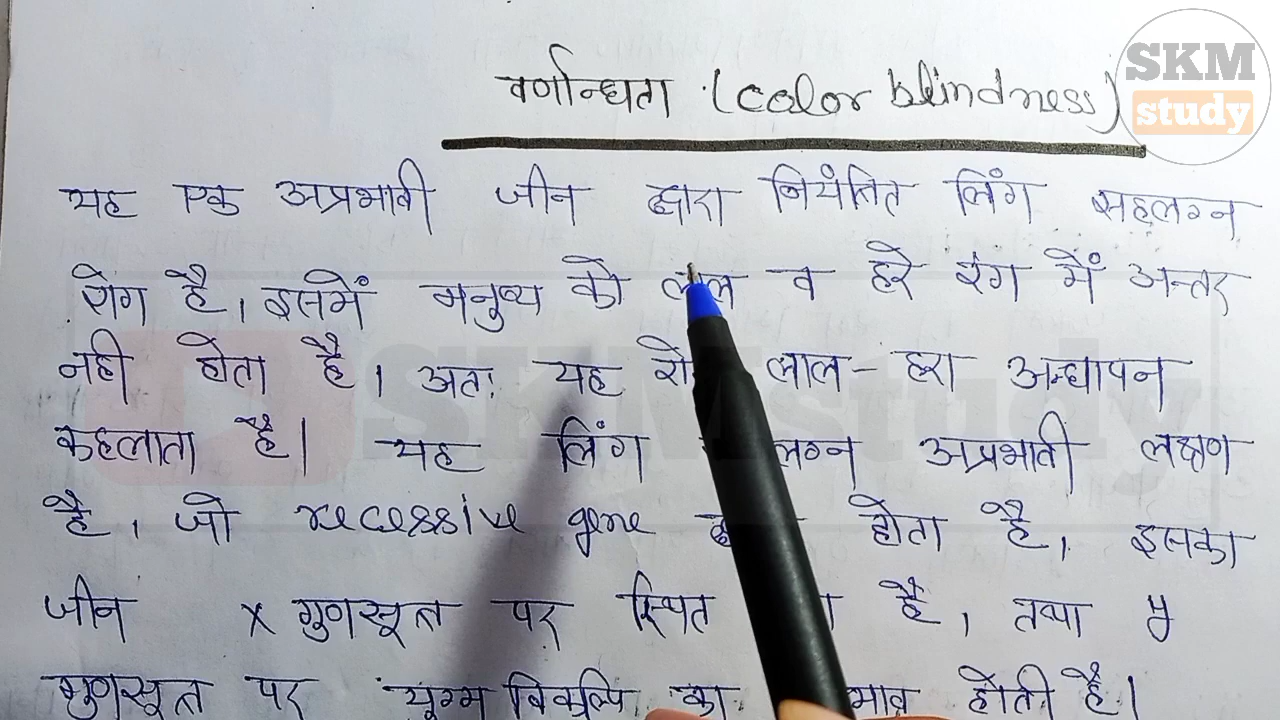 SKM
study
वर्णान्धता (color blindness)
यह एक अप्रभावी जीन द्वारा नियंत्रित लिंग सहलग्न
रोग है, इसमें मनुष्य को लाल व हरे रंग में अन्तर
नही होता है, अतः यह लाल-हरा अन्धापन
कहलाता है। यह लिंग अप्रभावी लक्षण
है, जो recessive gene होता है, इसका
जीन x गुणसूत्र पर स्थित है, तथा y
गुणसूत्र पर युग्म विकल्पि का होती है।
SKMstudy